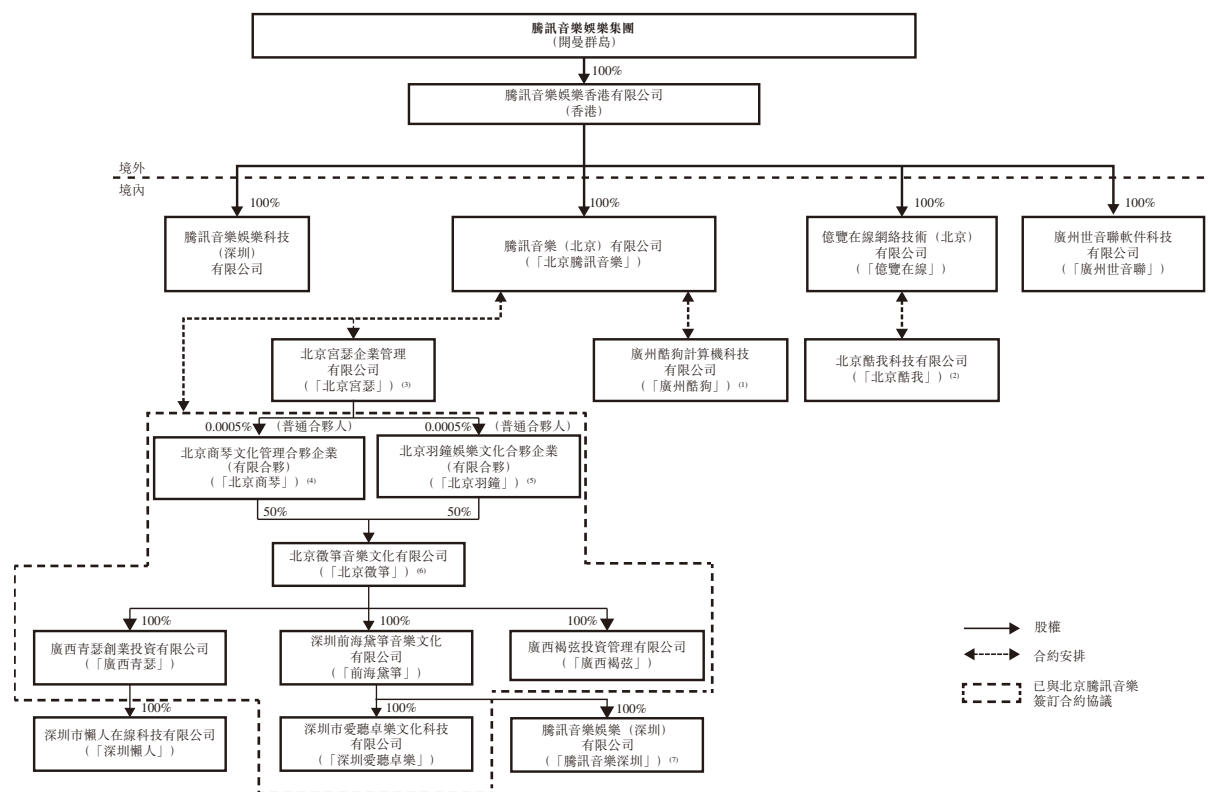 騰訊音樂娛樂集團
(開曼群島)
100%
騰訊音樂娛樂香港有限公司
(香港)
境外
境內
100%
100%
100%
100%
騰訊音樂娛樂科技
(深圳)
有限公司
騰訊音樂(北京)有限公司
(「北京騰訊音樂」)
億覽在線網絡技術(北京)
有限公司
(「億覽在線」)
廣州世音聯軟件科技
有限公司
(「廣州世音聯」)
北京宮瑟企業管理
有限公司
(「北京宮瑟」)(3)
廣州酷狗計算機科技
有限公司
(「廣州酷狗」)(1)
北京酷我科技有限公司
(「北京酷我」)(2)
0.0005% (普通合夥人)
0.0005% (普通合夥人)
北京商琴文化管理合夥企業
(有限合夥)
(「北京商琴」)(4)
北京羽鐘娛樂文化合夥企業
(有限合夥)
(「北京羽鐘」)(5)
50%
50%
北京徵箏音樂文化有限公司
(「北京徵箏」)(6)
100%
100%
100%
廣西青瑟創業投資有限公司
(「廣西青瑟」)
深圳前海黛箏音樂文化
有限公司
(「前海黛箏」)
廣西褐弦投資管理有限公司
(「廣西褐弦」)
100%
100%
100%
深圳市懶人在線科技有限公司
(「深圳懶人」)
深圳市愛聽卓樂文化科技
有限公司
(「深圳愛聽卓樂」)
騰訊音樂娛樂(深圳)
有限公司
(「騰訊音樂深圳」)(7)
股權
合約安排
已與北京騰訊音樂
簽訂合約協議